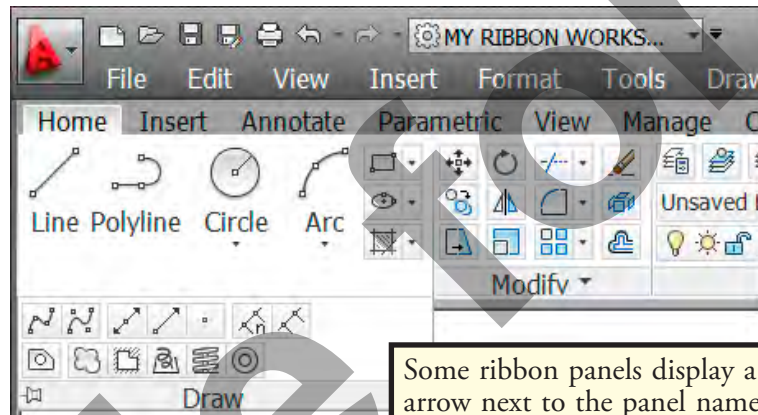 MY RIBBON WORKS...
File Edit View Insert Format Tools Draw
Home Insert Annotate Parametric View Manage
Line Polyline Circle Arc
Unsaved
Modify
Draw
Some ribbon panels display a
arrow next to the panel name